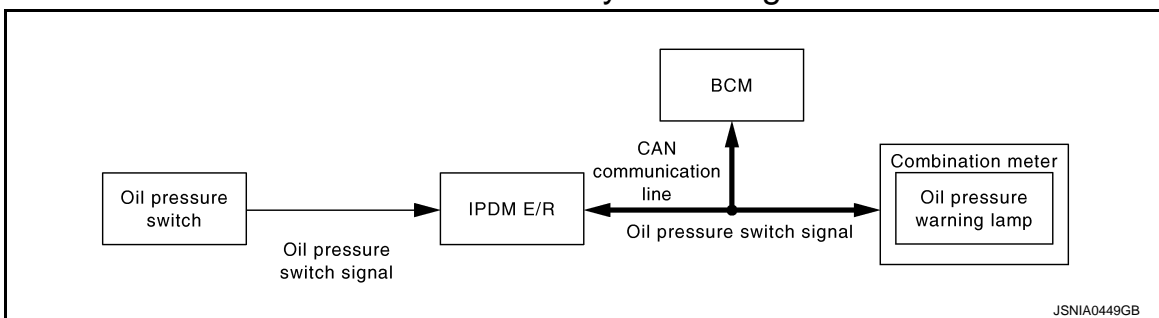 BCM
CAN
communication
line
Combination meter
Oil pressure
switch
IPDM E/R
Oil pressure
warning lamp
Oil pressure switch signal
Oil pressure
switch signal
JSNIA0449GB